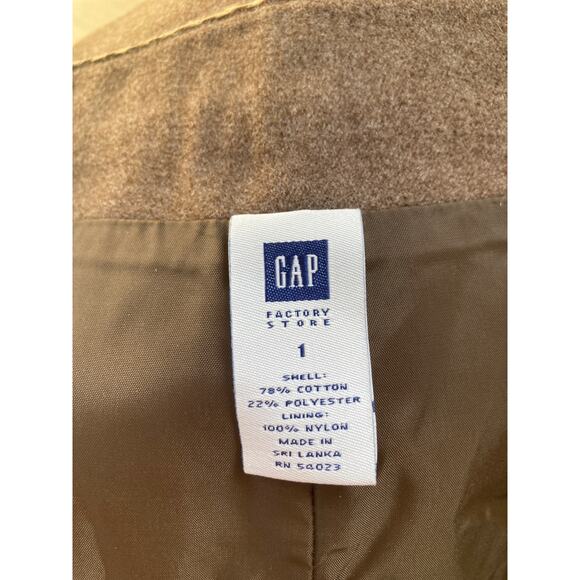 GAP
FACTORY
STORE
1
SHELL:
78% COTTON
22% POLYESTER
LINING:
100% NYLON
MADE IN
SRI LANKA
RN 54023